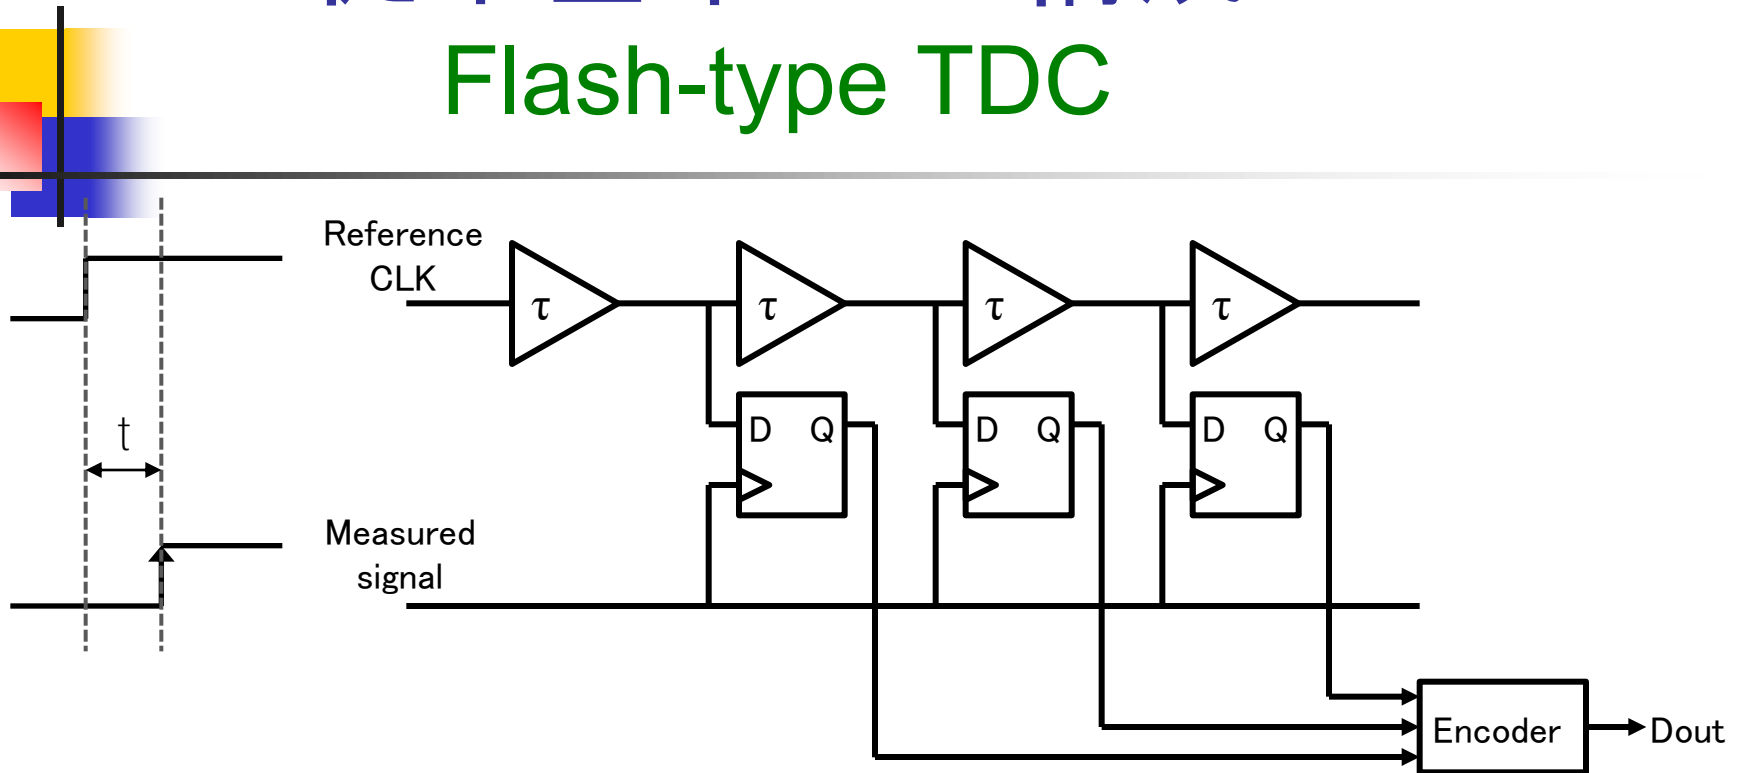 Flash-type TDC
Reference
CLK
τ τ τ τ
D Q D Q D Q
t
Measured
signal
Encoder
Dout